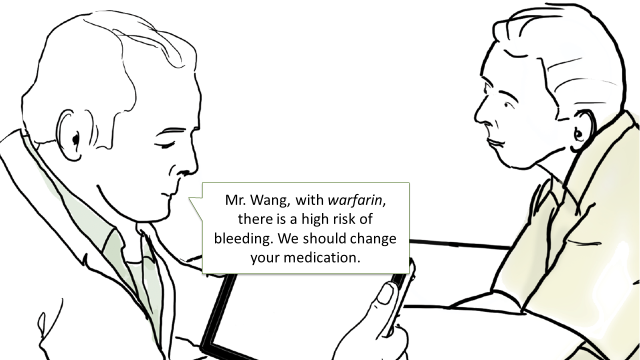 Mr. Wang, with warfarin,
there is a high risk of
bleeding. We should change
your medication.